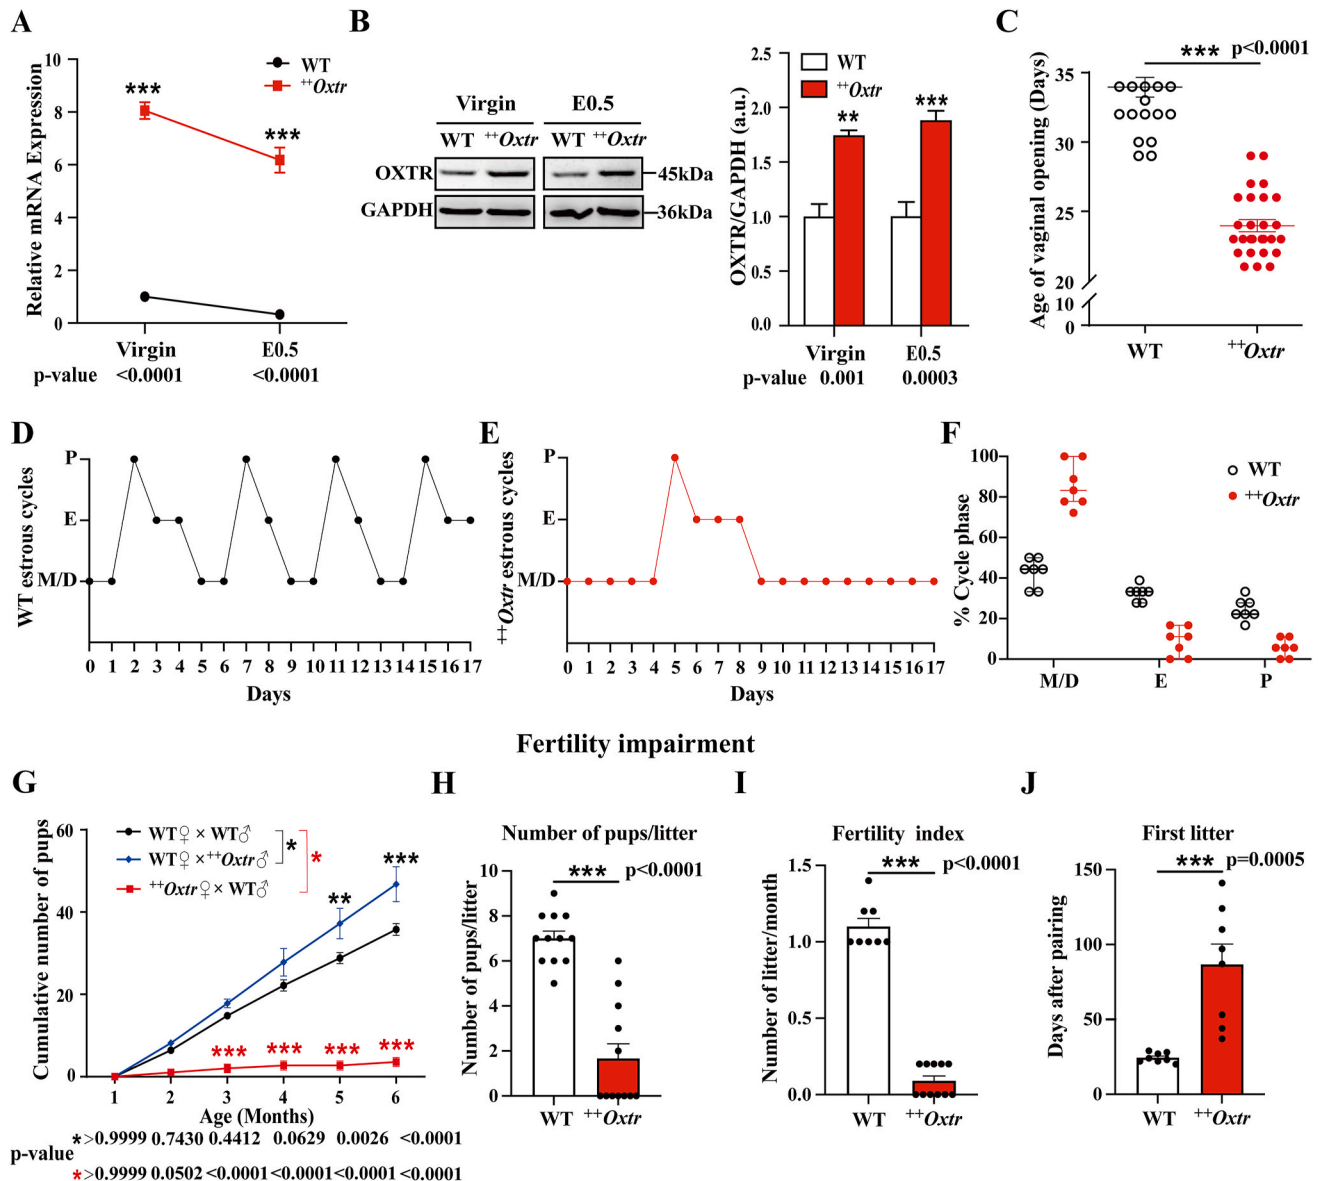 A
Relative mRNA Expression
10
8
6
4
2
0
WT
++Oxtr
***
***
Virgin E0.5
p-value <0.0001 <0.0001
B
Virgin E0.5
WT ++Oxtr WT ++Oxtr
OXTR 45kDa
GAPDH 36kDa
OXTR/GAPDH (a.u.)
2.5
2.0
1.5
1.0
0.5
0.0
WT
++Oxtr
** ***
Virgin E0.5
p-value 0.001 0.0003
C
Age of vaginal opening (Days)
*** p<0.0001
35
30
25
20
10
0
WT ++Oxtr
D
WT estrous cycles
P
E
M/D
0 1 2 3 4 5 6 7 8 9 10 11 12 13 14 15 16 17
Days
E
++Oxtr estrous cycles
P
E
M/D
0 1 2 3 4 5 6 7 8 9 10 11 12 13 14 15 16 17
Days
F
% Cycle phase
100
80
60
40
20
0
WT
++Oxtr
M/D E P
Fertility impairment
G
Cumulative number of pups
60
40
20
0
WT♀ × WT♂
WT♀ ×++Oxtr♂
++Oxtr♀ × WT♂
* *
** ***
*** *** *** ***
1 2 3 4 5 6
Age (Months)
p-value
*>0.9999 0.7430 0.4412 0.0629 0.0026 <0.0001
*>0.9999 0.0502 <0.0001 <0.0001 <0.0001 <0.0001
H
Number of pups/litter
*** p<0.0001
Number of pups/litter
10
8
6
4
2
0
WT ++Oxtr
I
Fertility index
*** p<0.0001
Number of litter/month
1.5
1.0
0.5
0.0
WT ++Oxtr
J
First litter
*** p=0.0005
Days after pairing
150
100
50
0
WT ++Oxtr